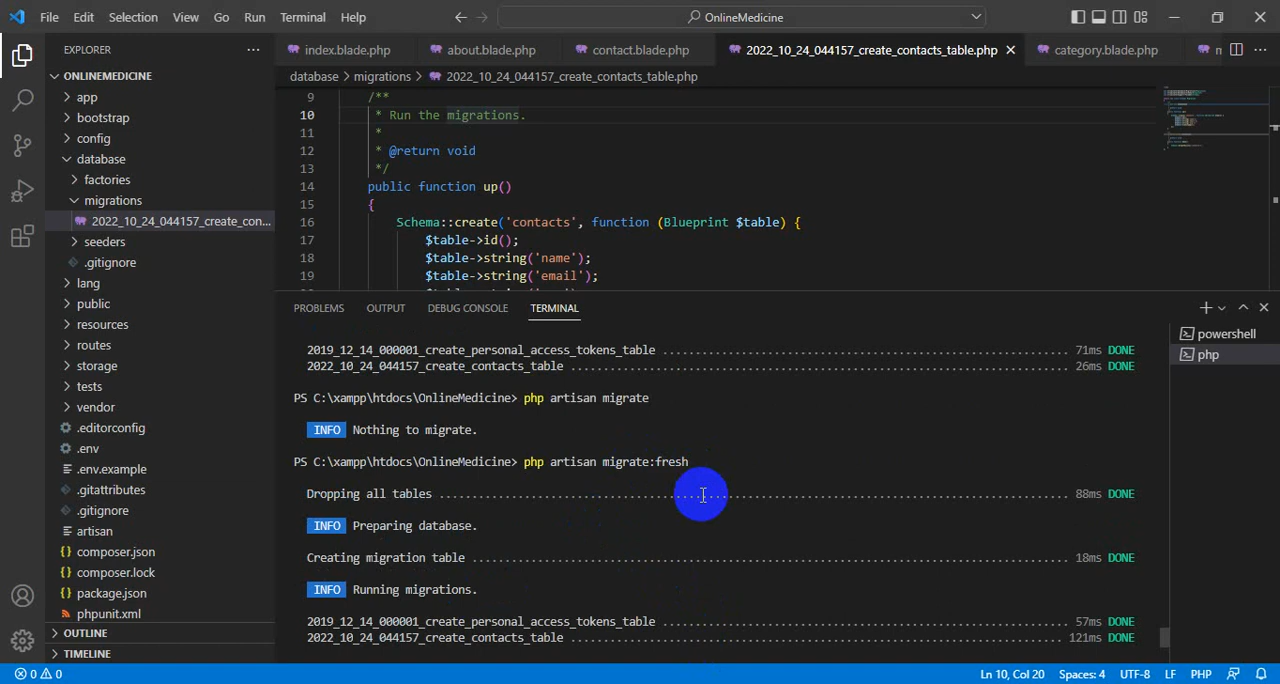 File Edit Selection View Go Run Terminal Help
OnlineMedicine
EXPLORER
index.blade.php
about.blade.php
contact.blade.php
2022_10_24_044157_create_contacts_table.php
category.blade.php
ONLINEMEDICINE
database > migrations > 2022_10_24_044157_create_contacts_table.php
app
bootstrap
config
database
factories
migrations
2022_10_24_044157_create_con...
seeders
.gitignore
lang
public
resources
routes
storage
tests
vendor
.editorconfig
.env
.env.example
.gitattributes
.gitignore
artisan
composer.json
composer.lock
package.json
phpunit.xml
OUTLINE
TIMELINE
9 /**
10 * Run the migrations.
11 *
12 * @return void
13 */
14 public function up()
15 {
16 Schema::create('contacts', function (Blueprint $table) {
17 $table->id();
18 $table->string('name');
19 $table->string('email');
PROBLEMS OUTPUT DEBUG CONSOLE TERMINAL
powershell
php
2019_12_14_000001_create_personal_access_tokens_table ........ 71ms DONE
2022_10_24_044157_create_contacts_table ........ 26ms DONE
PS C:\xampp\htdocs\OnlineMedicine> php artisan migrate
INFO Nothing to migrate.
PS C:\xampp\htdocs\OnlineMedicine> php artisan migrate:fresh
Dropping all tables ........ 88ms DONE
INFO Preparing database.
Creating migration table ........ 18ms DONE
INFO Running migrations.
2019_12_14_000001_create_personal_access_tokens_table ........ 57ms DONE
2022_10_24_044157_create_contacts_table ........ 121ms DONE
0 0
Ln 10, Col 20 Spaces: 4 UTF-8 LF PHP